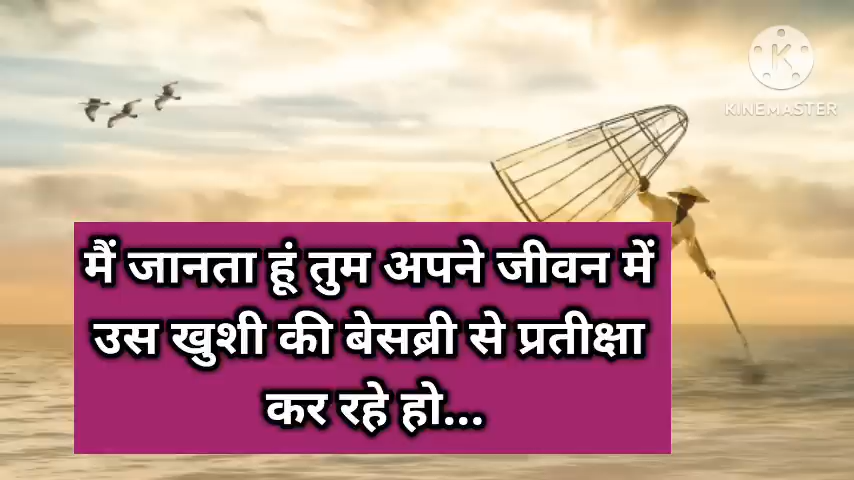 KINEMASTER
मैं जानता हूं तुम अपने जीवन में
उस खुशी की बेसब्री से प्रतीक्षा
कर रहे हो...